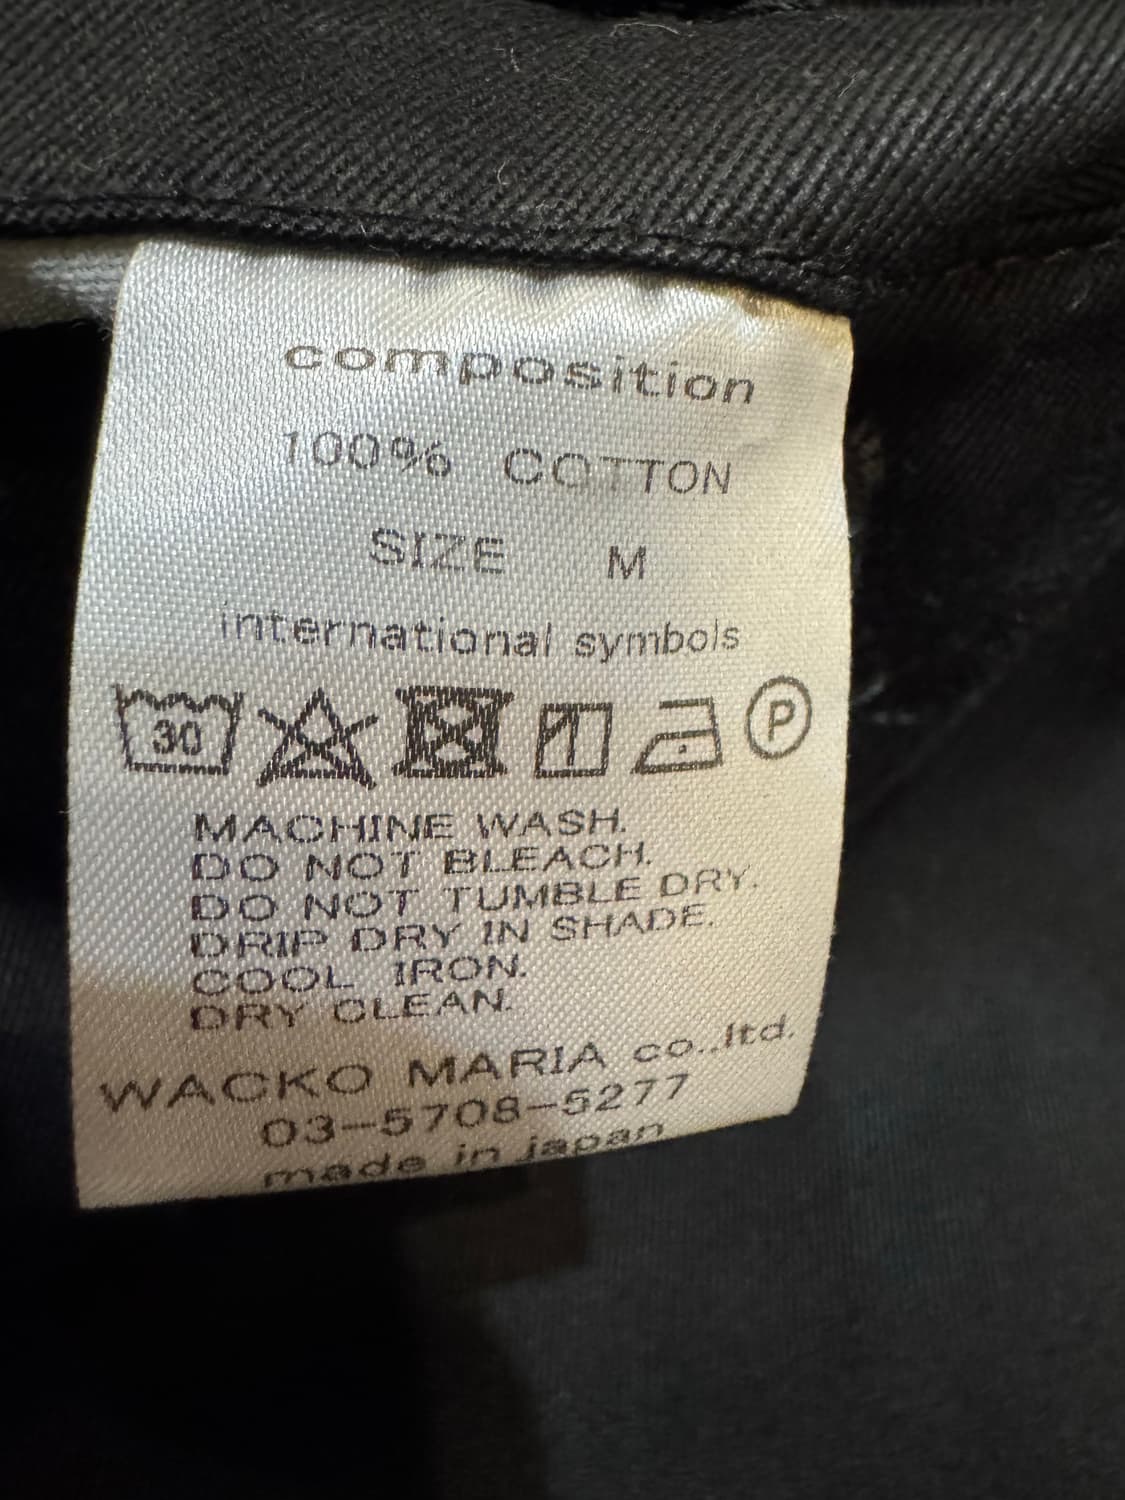 composition
100% COTTON
SIZE M
international symbols
30 P
MACHINE WASH.
DO NOT BLEACH.
DO NOT TUMBLE DRY.
DRIP DRY IN SHADE.
COOL IRON.
DRY CLEAN.
WACKO MARIA co.,ltd.
03-5708-5277
made in japan